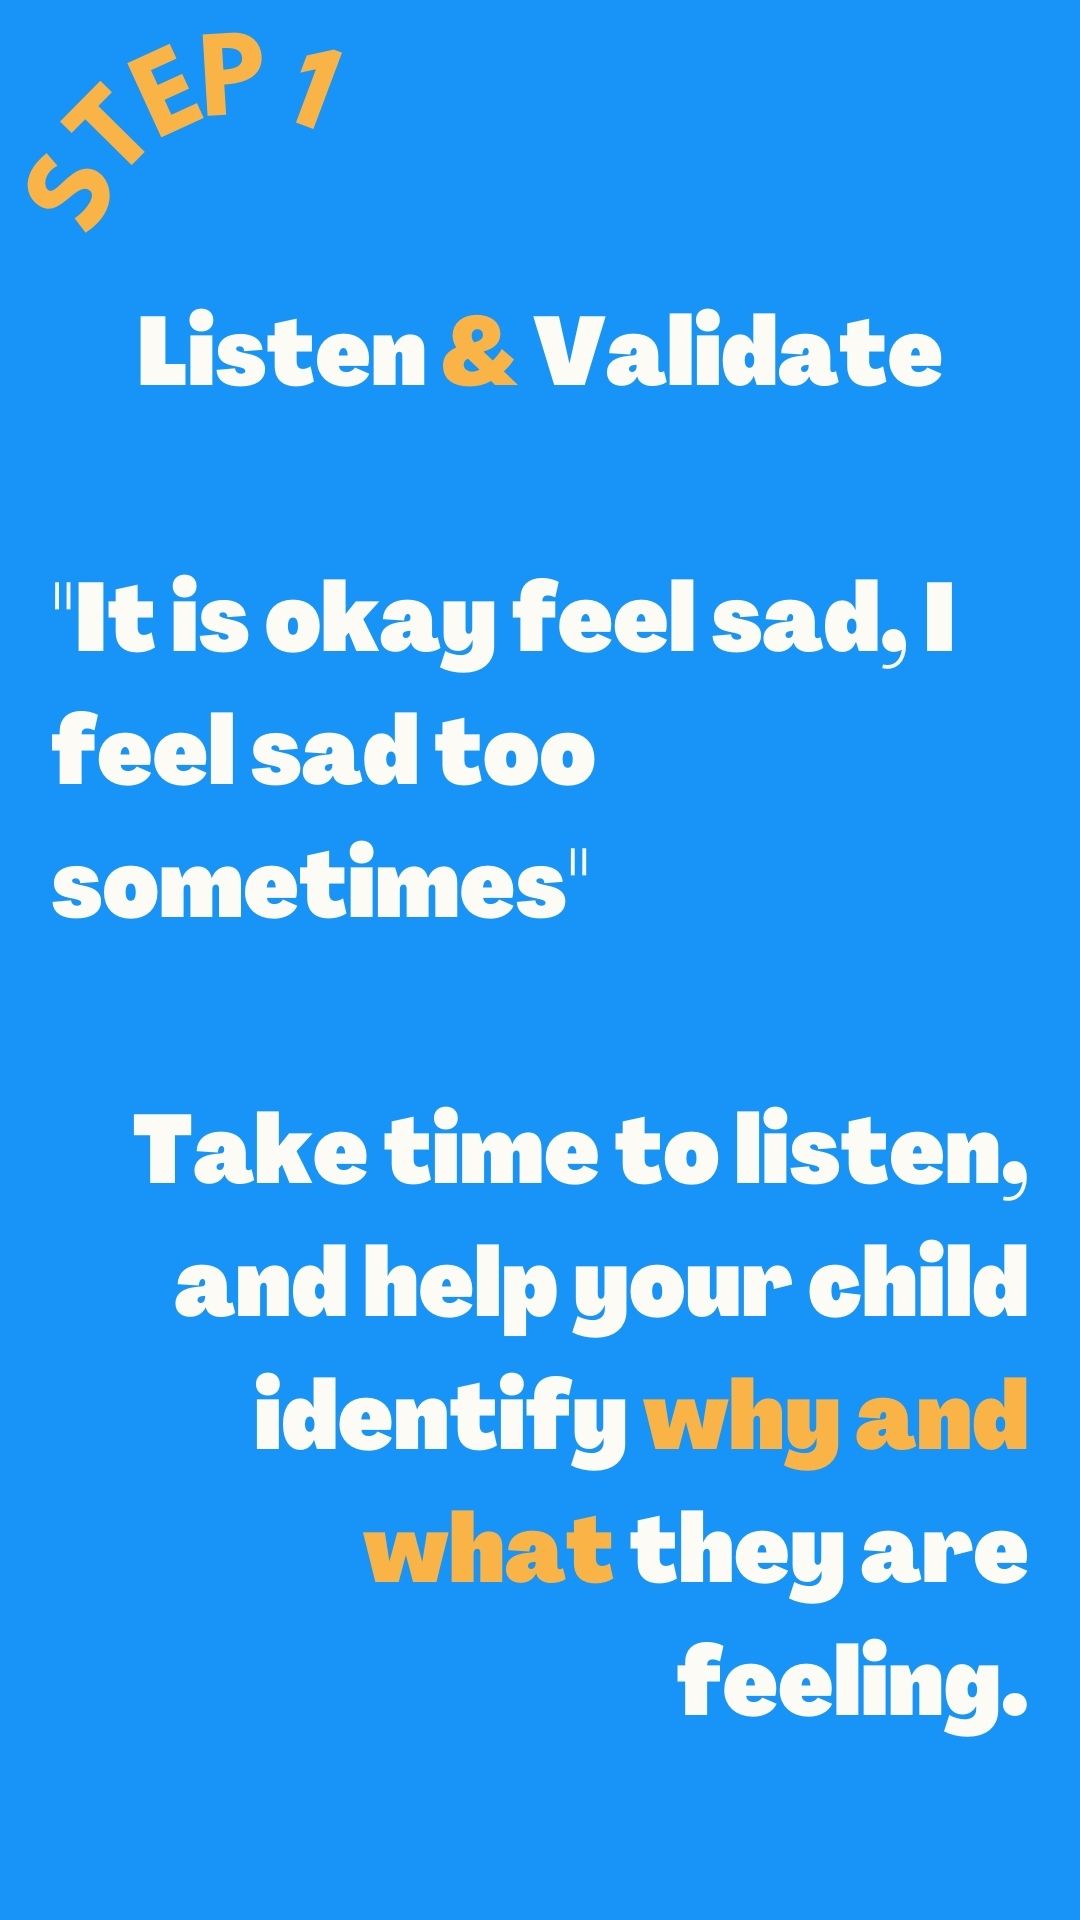 STEP 1
Listen & Validate
"It is okay feel sad, I
feel sad too
sometimes"
Take time to listen,
and help your child
identify why and
what they are
feeling.